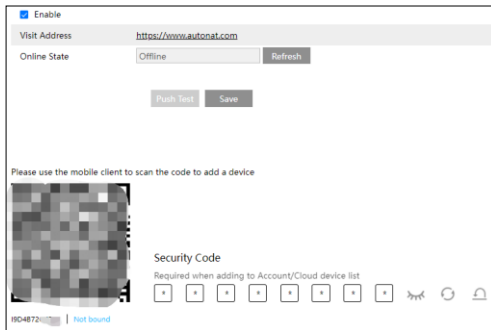 Enable
Visit Address https://www.autonat.com
Online State Offline Refresh
Push Test Save
Please use the mobile client to scan the code to add a device
Security Code
Required when adding to Account/Cloud device list
* * * * * * * *
Not bound